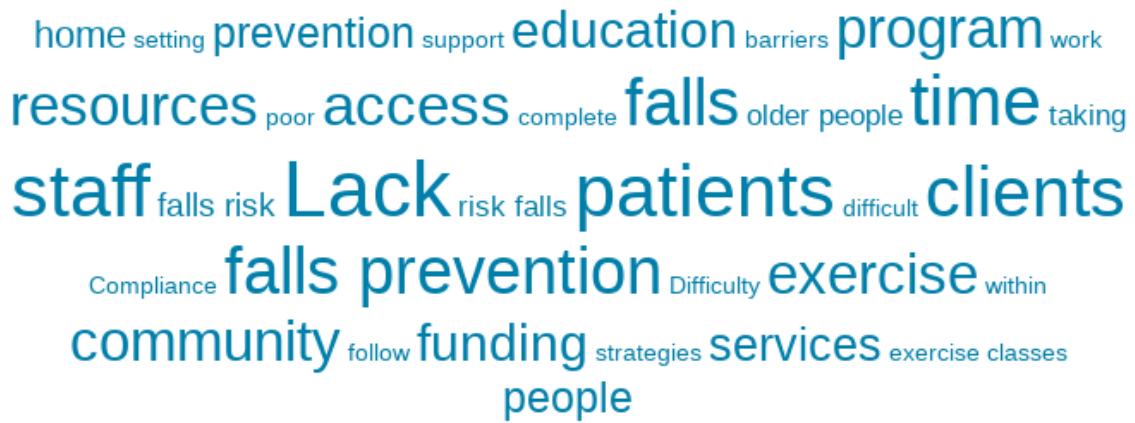 home setting prevention support education barriers program work
resources poor access complete falls older people time taking
staff falls risk Lack risk falls patients difficult clients
Compliance falls prevention Difficulty exercise within
community follow funding strategies services exercise classes
people